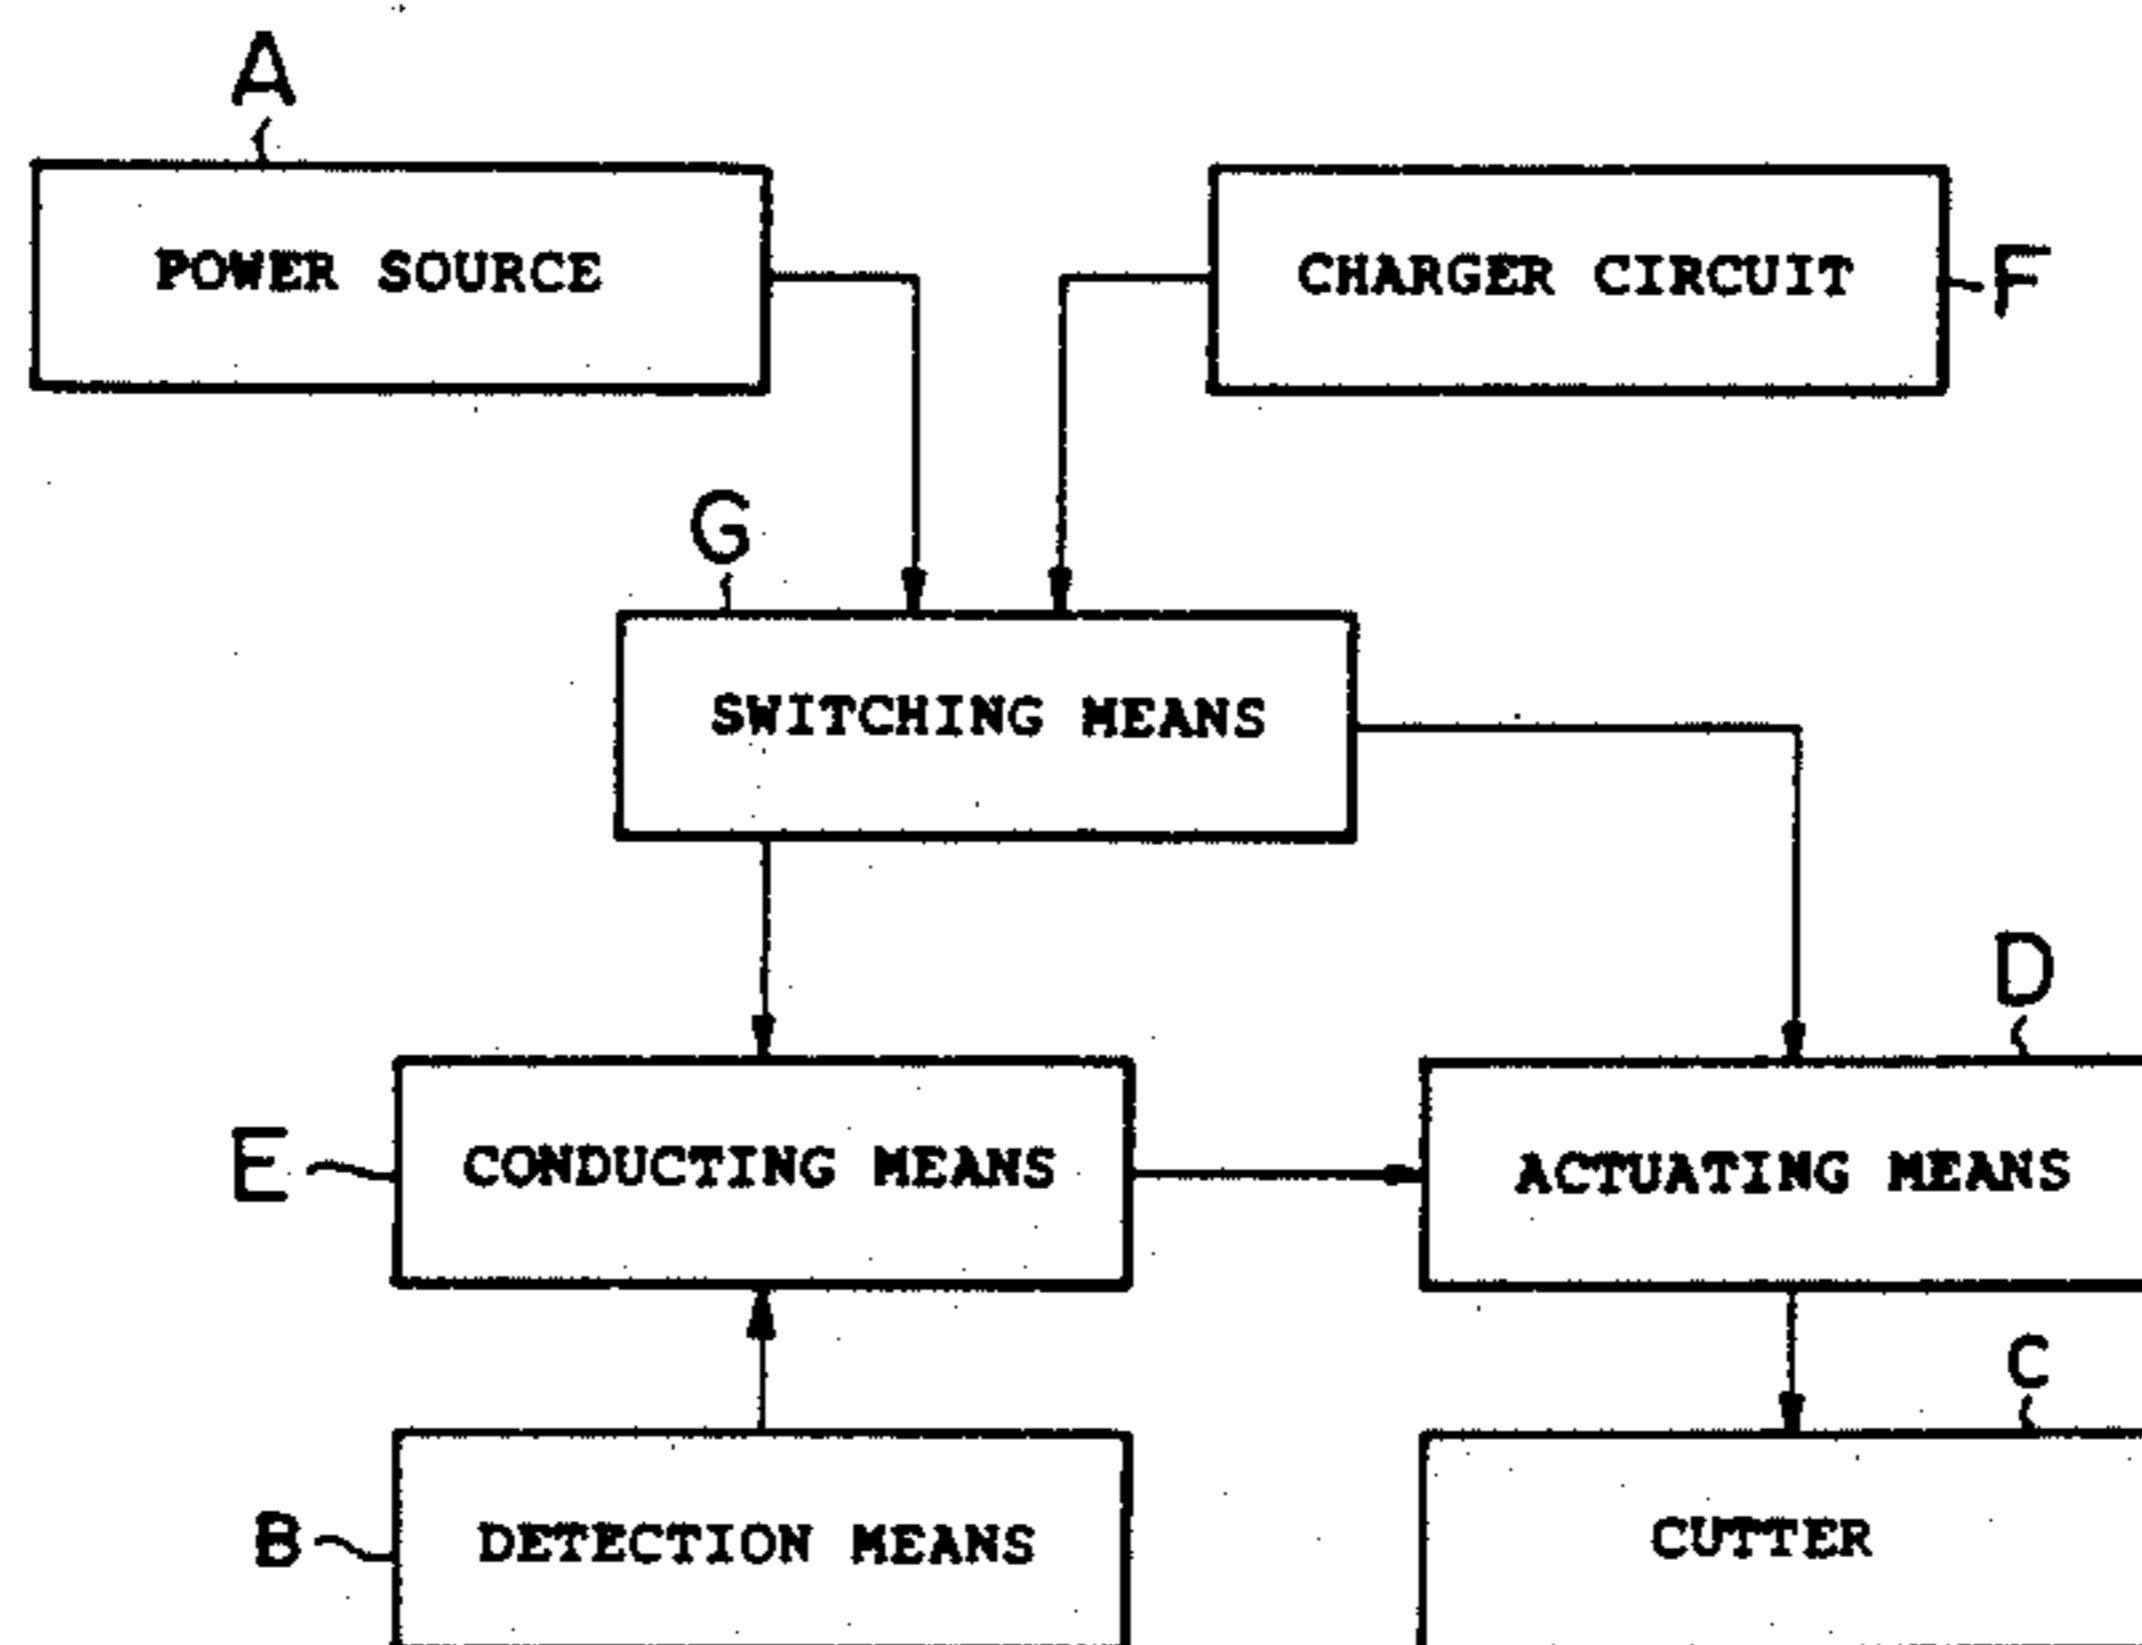 A
POWER SOURCE
CHARGER CIRCUIT
F
G
SWITCHING MEANS
D
E
CONDUCTING MEANS
ACTUATING MEANS
C
B
DETECTION MEANS
CUTTER